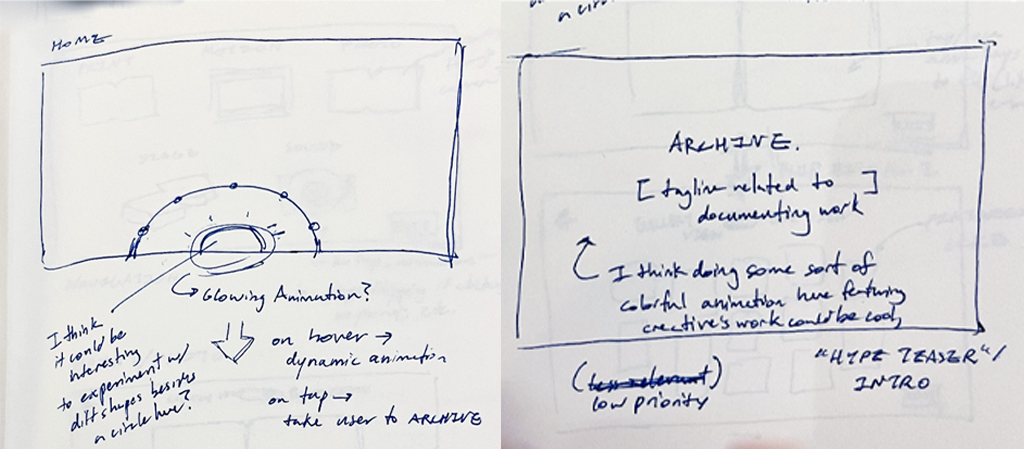 HOME
Glowing Animation?
I think
it could be
interesting
to experiment w/
diff shapes besides
a circle here?
on hover →
dynamic animation
on tap →
take user to ARCHIVE
ARCHIVE.
[tagline related to]
documenting work
I think doing some sort of
colorful animation here featuring
creative's work could be cool
(less relevant)
low priority
"HYPE TEASER"/
INTRO